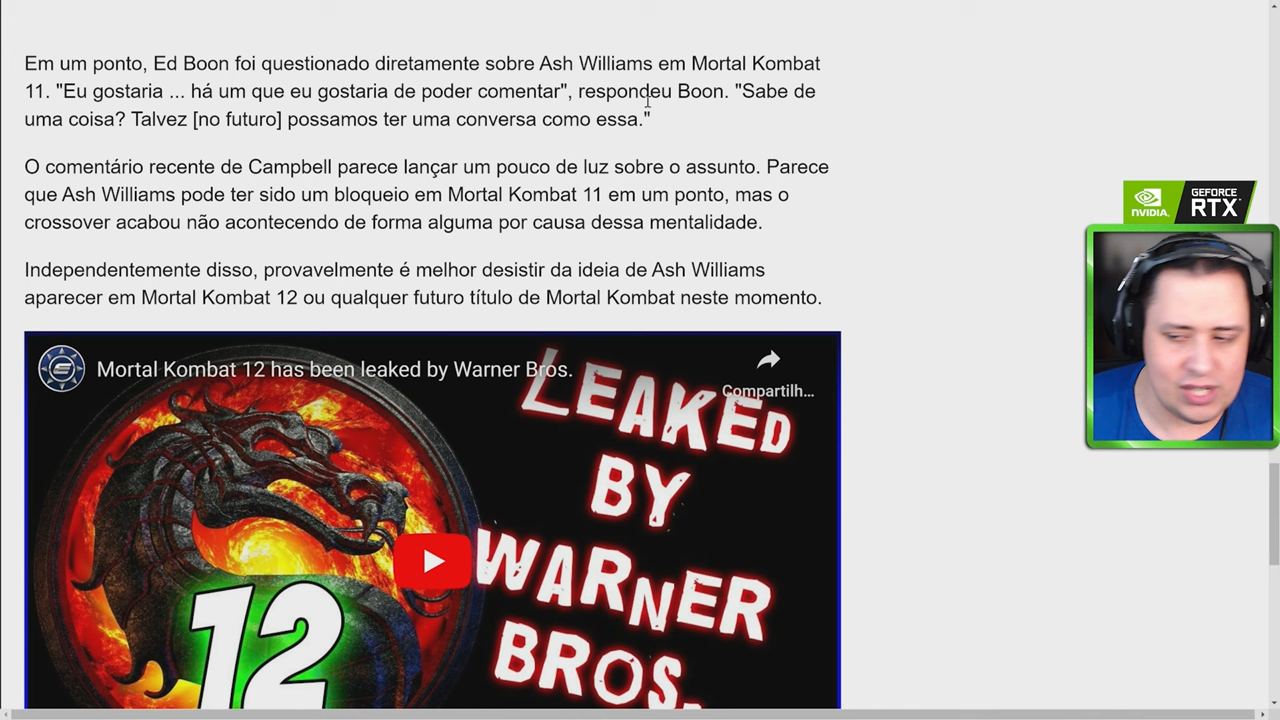 Em um ponto, Ed Boon foi questionado diretamente sobre Ash Williams em Mortal Kombat
11. "Eu gostaria ... há um que eu gostaria de poder comentar", respondeu Boon. "Sabe de
uma coisa? Talvez [no futuro] possamos ter uma conversa como essa."
O comentário recente de Campbell parece lançar um pouco de luz sobre o assunto. Parece
que Ash Williams pode ter sido um bloqueio em Mortal Kombat 11 em um ponto, mas o
crossover acabou não acontecendo de forma alguma por causa dessa mentalidade.
Independentemente disso, provavelmente é melhor desistir da ideia de Ash Williams
aparecer em Mortal Kombat 12 ou qualquer futuro título de Mortal Kombat neste momento.
Mortal Kombat 12 has been leaked by Warner Bros.
Compartilh...
LEAKED
BY
WARNER
BROS.
12
NVIDIA.
GEFORCE
RTX